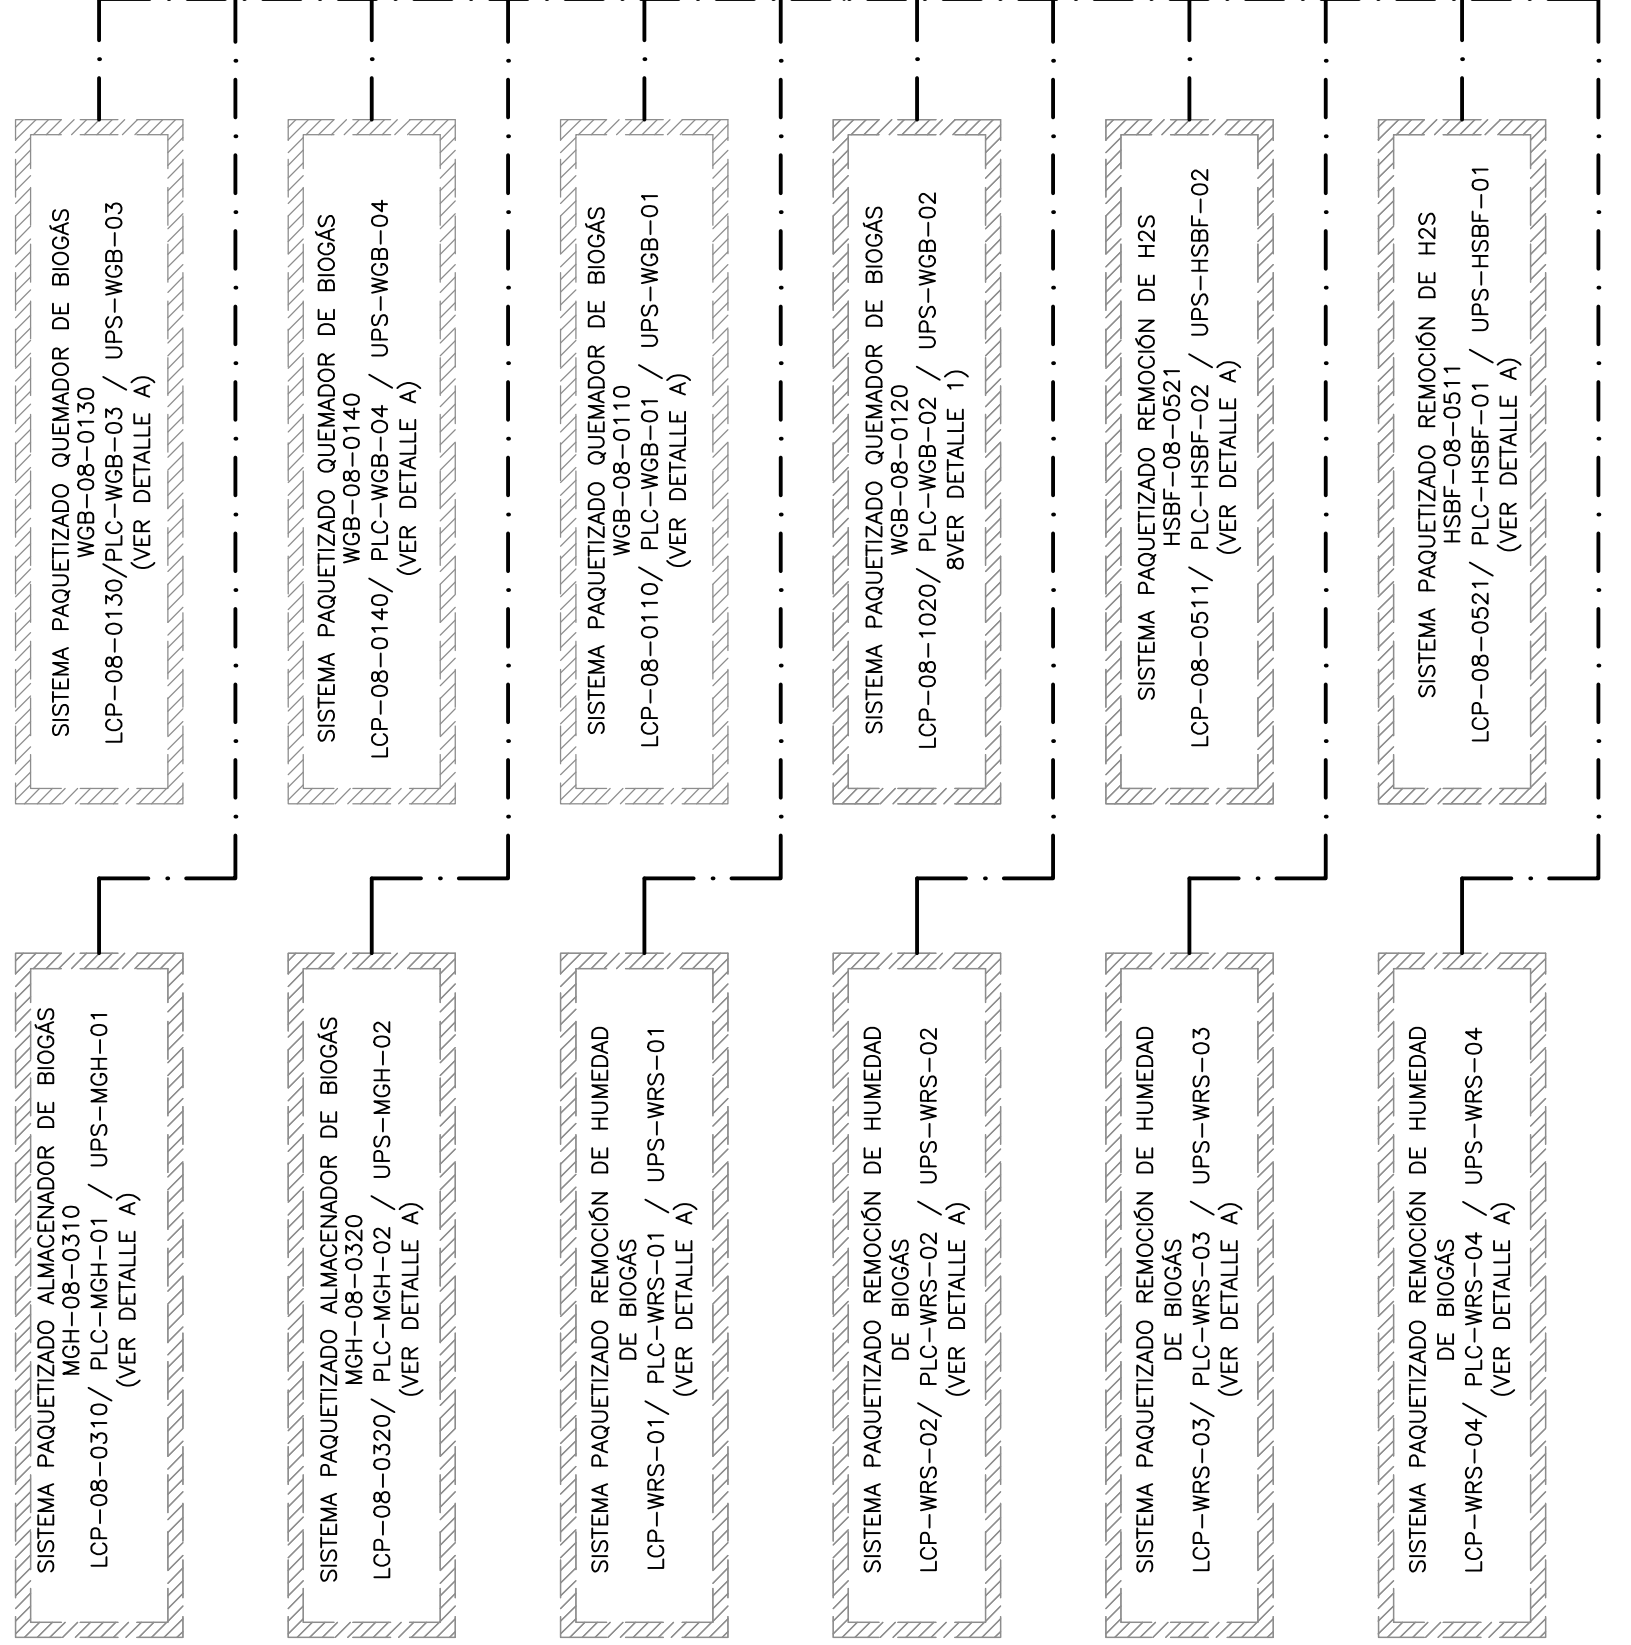 SISTEMA PAQUETIZADO QUEMADOR DE BIOGÁS
WGB-08-0130
LCP-08-0130/PLC-WGB-03 / UPS-WGB-03
(VER DETALLE A)
SISTEMA PAQUETIZADO QUEMADOR DE BIOGÁS
WGB-08-0140
LCP-08-0140/ PLC-WGB-04 / UPS-WGB-04
(VER DETALLE A)
SISTEMA PAQUETIZADO QUEMADOR DE BIOGÁS
WGB-08-0110
LCP-08-0110/ PLC-WGB-01 / UPS-WGB-01
(VER DETALLE A)
SISTEMA PAQUETIZADO QUEMADOR DE BIOGÁS
WGB-08-0120
LCP-08-1020/ PLC-WGB-02 / UPS-WGB-02
8VER DETALLE 1)
SISTEMA PAQUETIZADO REMOCIÓN DE H2S
HSBF-08-0521
LCP-08-0511/ PLC-HSBF-02 / UPS-HSBF-02
(VER DETALLE A)
SISTEMA PAQUETIZADO REMOCIÓN DE H2S
HSBF-08-0511
LCP-08-0521/ PLC-HSBF-01 / UPS-HSBF-01
(VER DETALLE A)
SISTEMA PAQUETIZADO ALMACENADOR DE BIOGÁS
MGH-08-0310
LCP-08-0310/ PLC-MGH-01 / UPS-MGH-01
(VER DETALLE A)
SISTEMA PAQUETIZADO ALMACENADOR DE BIOGÁS
MGH-08-0320
LCP-08-0320/ PLC-MGH-02 / UPS-MGH-02
(VER DETALLE A)
SISTEMA PAQUETIZADO REMOCIÓN DE HUMEDAD
DE BIOGÁS
LCP-WRS-01/ PLC-WRS-01 / UPS-WRS-01
(VER DETALLE A)
SISTEMA PAQUETIZADO REMOCIÓN DE HUMEDAD
DE BIOGÁS
LCP-WRS-02/ PLC-WRS-02 / UPS-WRS-02
(VER DETALLE A)
SISTEMA PAQUETIZADO REMOCIÓN DE HUMEDAD
DE BIOGÁS
LCP-WRS-03/ PLC-WRS-03 / UPS-WRS-03
(VER DETALLE A)
SISTEMA PAQUETIZADO REMOCIÓN DE HUMEDAD
DE BIOGÁS
LCP-WRS-04/ PLC-WRS-04 / UPS-WRS-04
(VER DETALLE A)